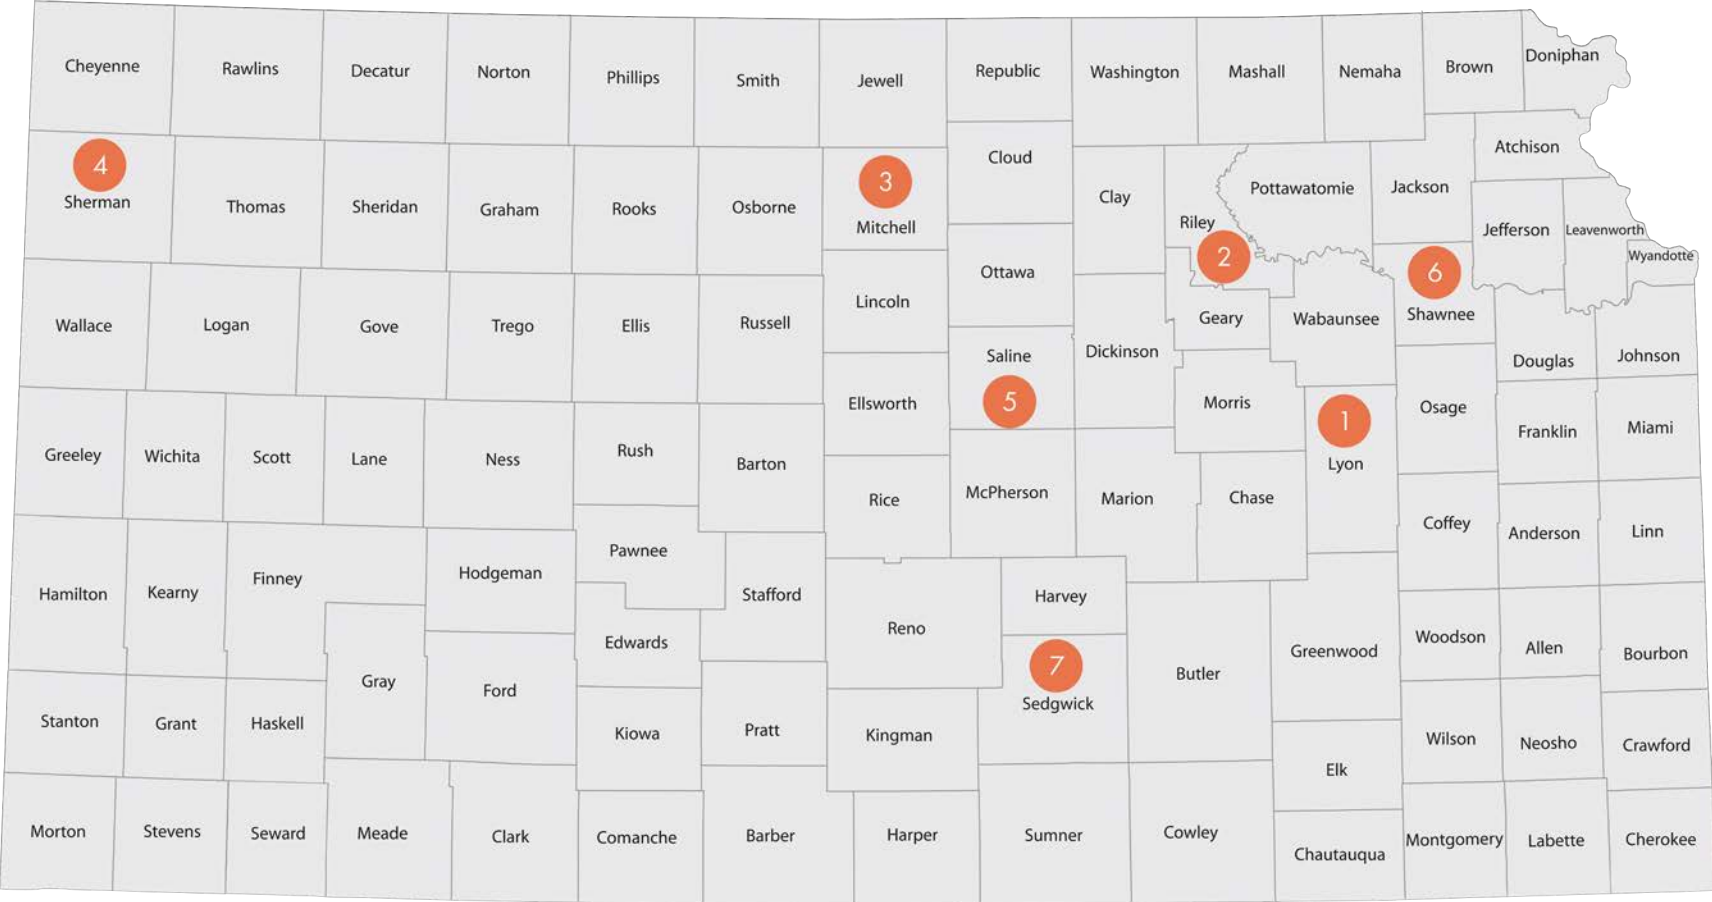 Cheyenne
Rawlins
Decatur
Norton
Phillips
Smith
Jewell
Republic
Washington
Mashall
Nemaha
Brown
Doniphan
4
Sherman
Thomas
Sheridan
Graham
Rooks
Osborne
3
Mitchell
Cloud
Clay
Riley
2
Pottawatomie
Jackson
Atchison
Jefferson
Leavenworth
Wyandotte
Wallace
Logan
Gove
Trego
Ellis
Russell
Lincoln
Ottawa
Saline
5
Dickinson
Geary
Wabaunsee
6
Shawnee
Douglas
Johnson
Greeley
Wichita
Scott
Lane
Ness
Rush
Barton
Ellsworth
Rice
McPherson
Marion
Morris
Chase
1
Lyon
Osage
Franklin
Miami
Coffey
Anderson
Linn
Hamilton
Kearny
Finney
Hodgeman
Pawnee
Stafford
Edwards
Reno
Harvey
7
Sedgwick
Butler
Greenwood
Woodson
Allen
Bourbon
Stanton
Grant
Haskell
Gray
Ford
Kiowa
Pratt
Kingman
Elk
Wilson
Neosho
Crawford
Morton
Stevens
Seward
Meade
Clark
Comanche
Barber
Harper
Sumner
Cowley
Chautauqua
Montgomery
Labette
Cherokee